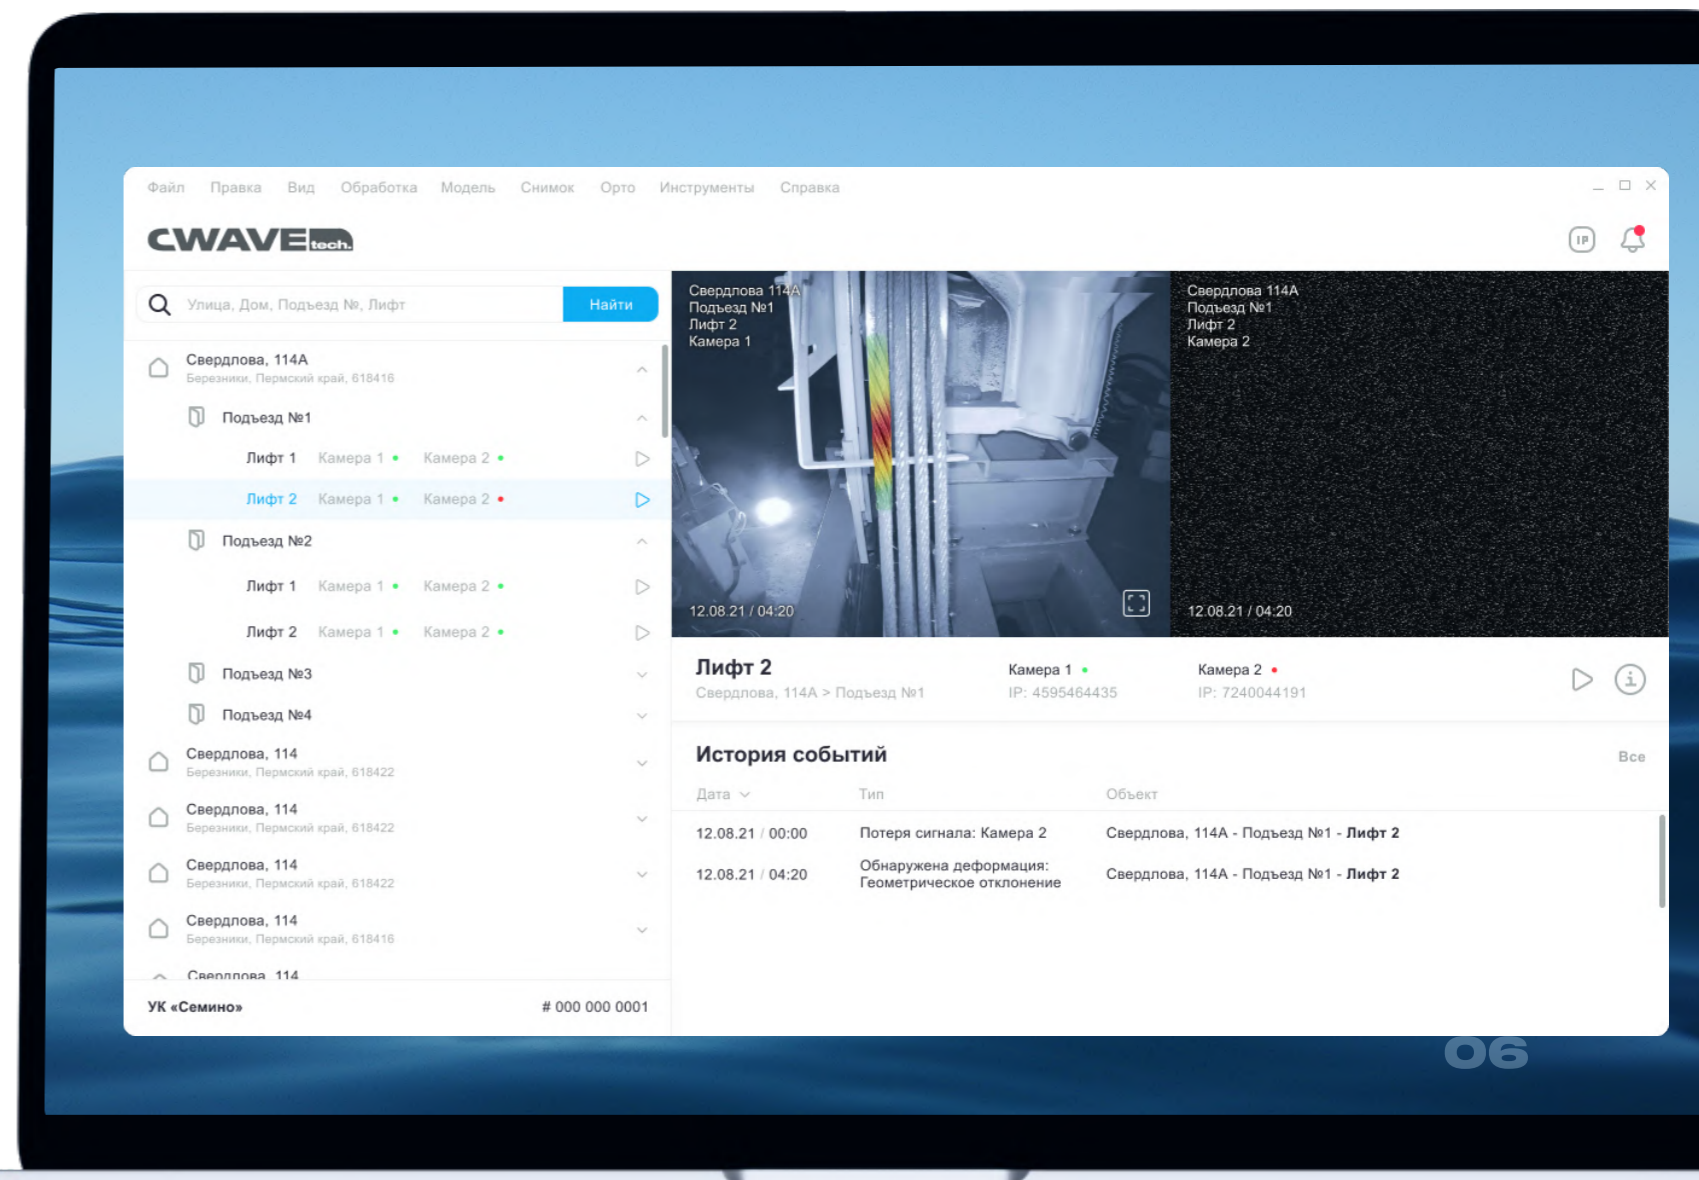 Файл Правка Вид Обработка Модель Снимок Орто Инструменты Справка
CWAVE tech.
IP
Улица, Дом, Подъезд №, Лифт Найти
Свердлова, 114А
Березники, Пермский край, 618416
Подъезд №1
Лифт 1 Камера 1 Камера 2
Лифт 2 Камера 1 Камера 2
Подъезд №2
Лифт 1 Камера 1 Камера 2
Лифт 2 Камера 1 Камера 2
Подъезд №3
Подъезд №4
Свердлова, 114
Березники, Пермский край, 618422
Свердлова, 114
Березники, Пермский край, 618422
Свердлова, 114
Березники, Пермский край, 618422
Свердлова, 114
Березники, Пермский край, 618416
Свердлова, 114
УК «Семино» # 000 000 0001
Свердлова 114А
Подъезд №1
Лифт 2
Камера 1
12.08.21 / 04:20
Свердлова 114А
Подъезд №1
Лифт 2
Камера 2
12.08.21 / 04:20
Лифт 2
Свердлова, 114А > Подъезд №1
Камера 1
IP: 4595464435
Камера 2
IP: 7240044191
История событий Все
Дата Тип Объект
12.08.21 / 00:00 Потеря сигнала: Камера 2 Свердлова, 114А - Подъезд №1 - Лифт 2
12.08.21 / 04:20 Обнаружена деформация:
Геометрическое отклонение Свердлова, 114А - Подъезд №1 - Лифт 2
06